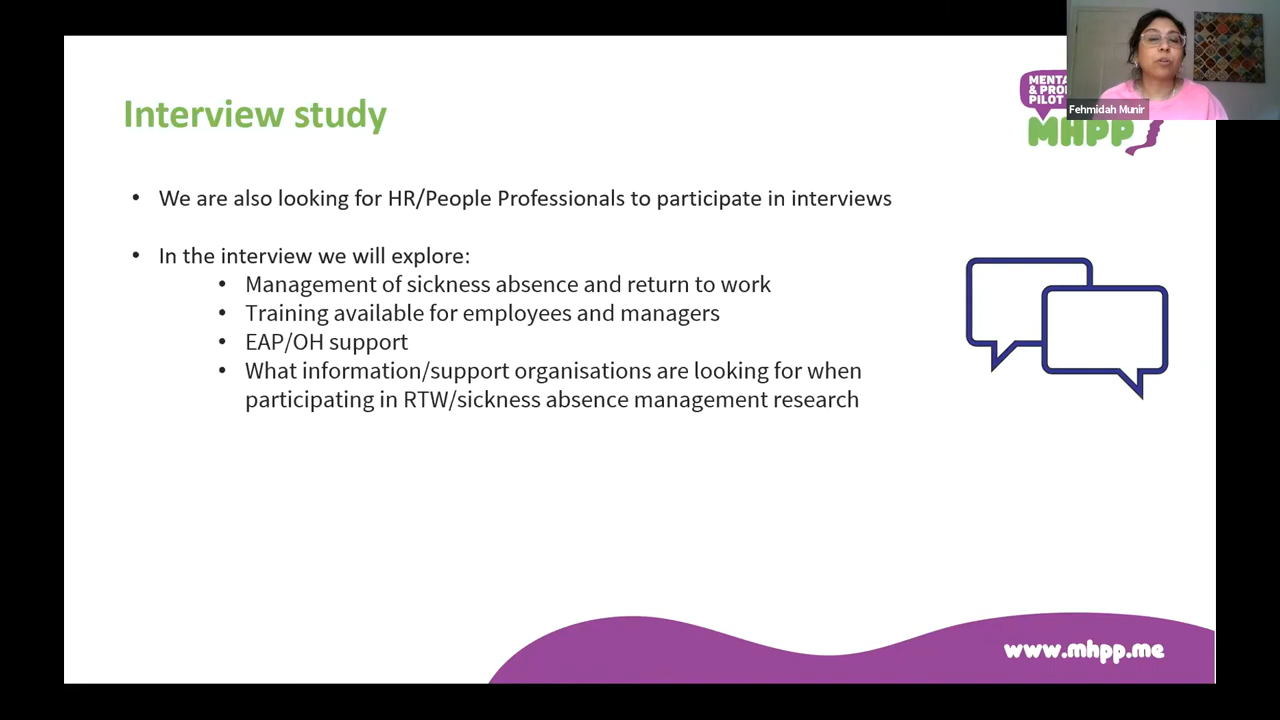 Interview study
MENTA
& PRO
PILOT
MHPP
Fehmidah Munir
• We are also looking for HR/People Professionals to participate in interviews
• In the interview we will explore:
• Management of sickness absence and return to work
• Training available for employees and managers
• EAP/OH support
• What information/support organisations are looking for when
participating in RTW/sickness absence management research
www.mhpp.me